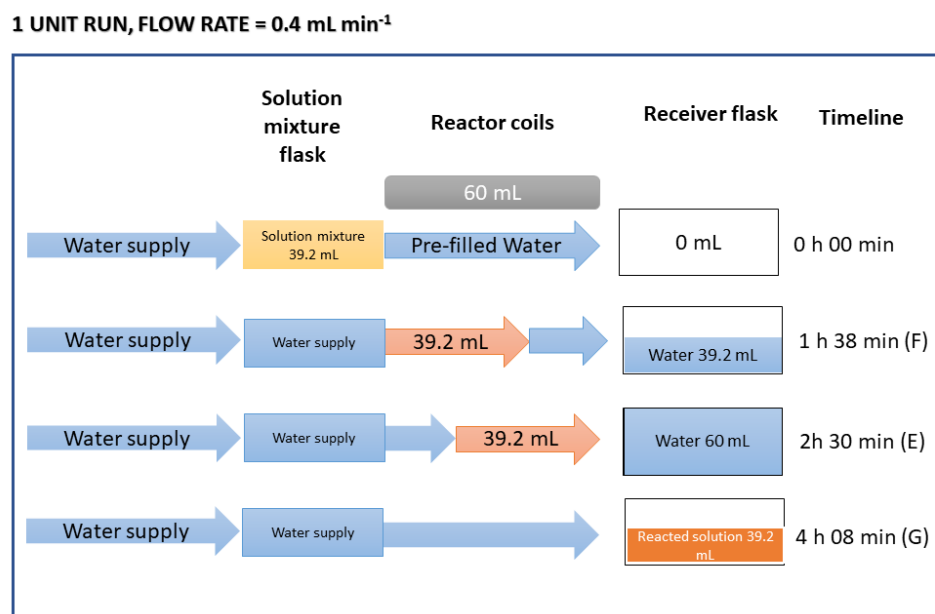 1 UNIT RUN, FLOW RATE = 0.4 mL min⁻¹
Solution
mixture
flask
Reactor coils
Receiver flask
Timeline
60 mL
Water supply
Solution mixture
39.2 mL
Pre-filled Water
0 mL
0 h 00 min
Water supply
Water supply
39.2 mL
Water 39.2 mL
1 h 38 min (F)
Water supply
Water supply
39.2 mL
Water 60 mL
2h 30 min (E)
Water supply
Water supply
Reacted solution 39.2
mL
4 h 08 min (G)